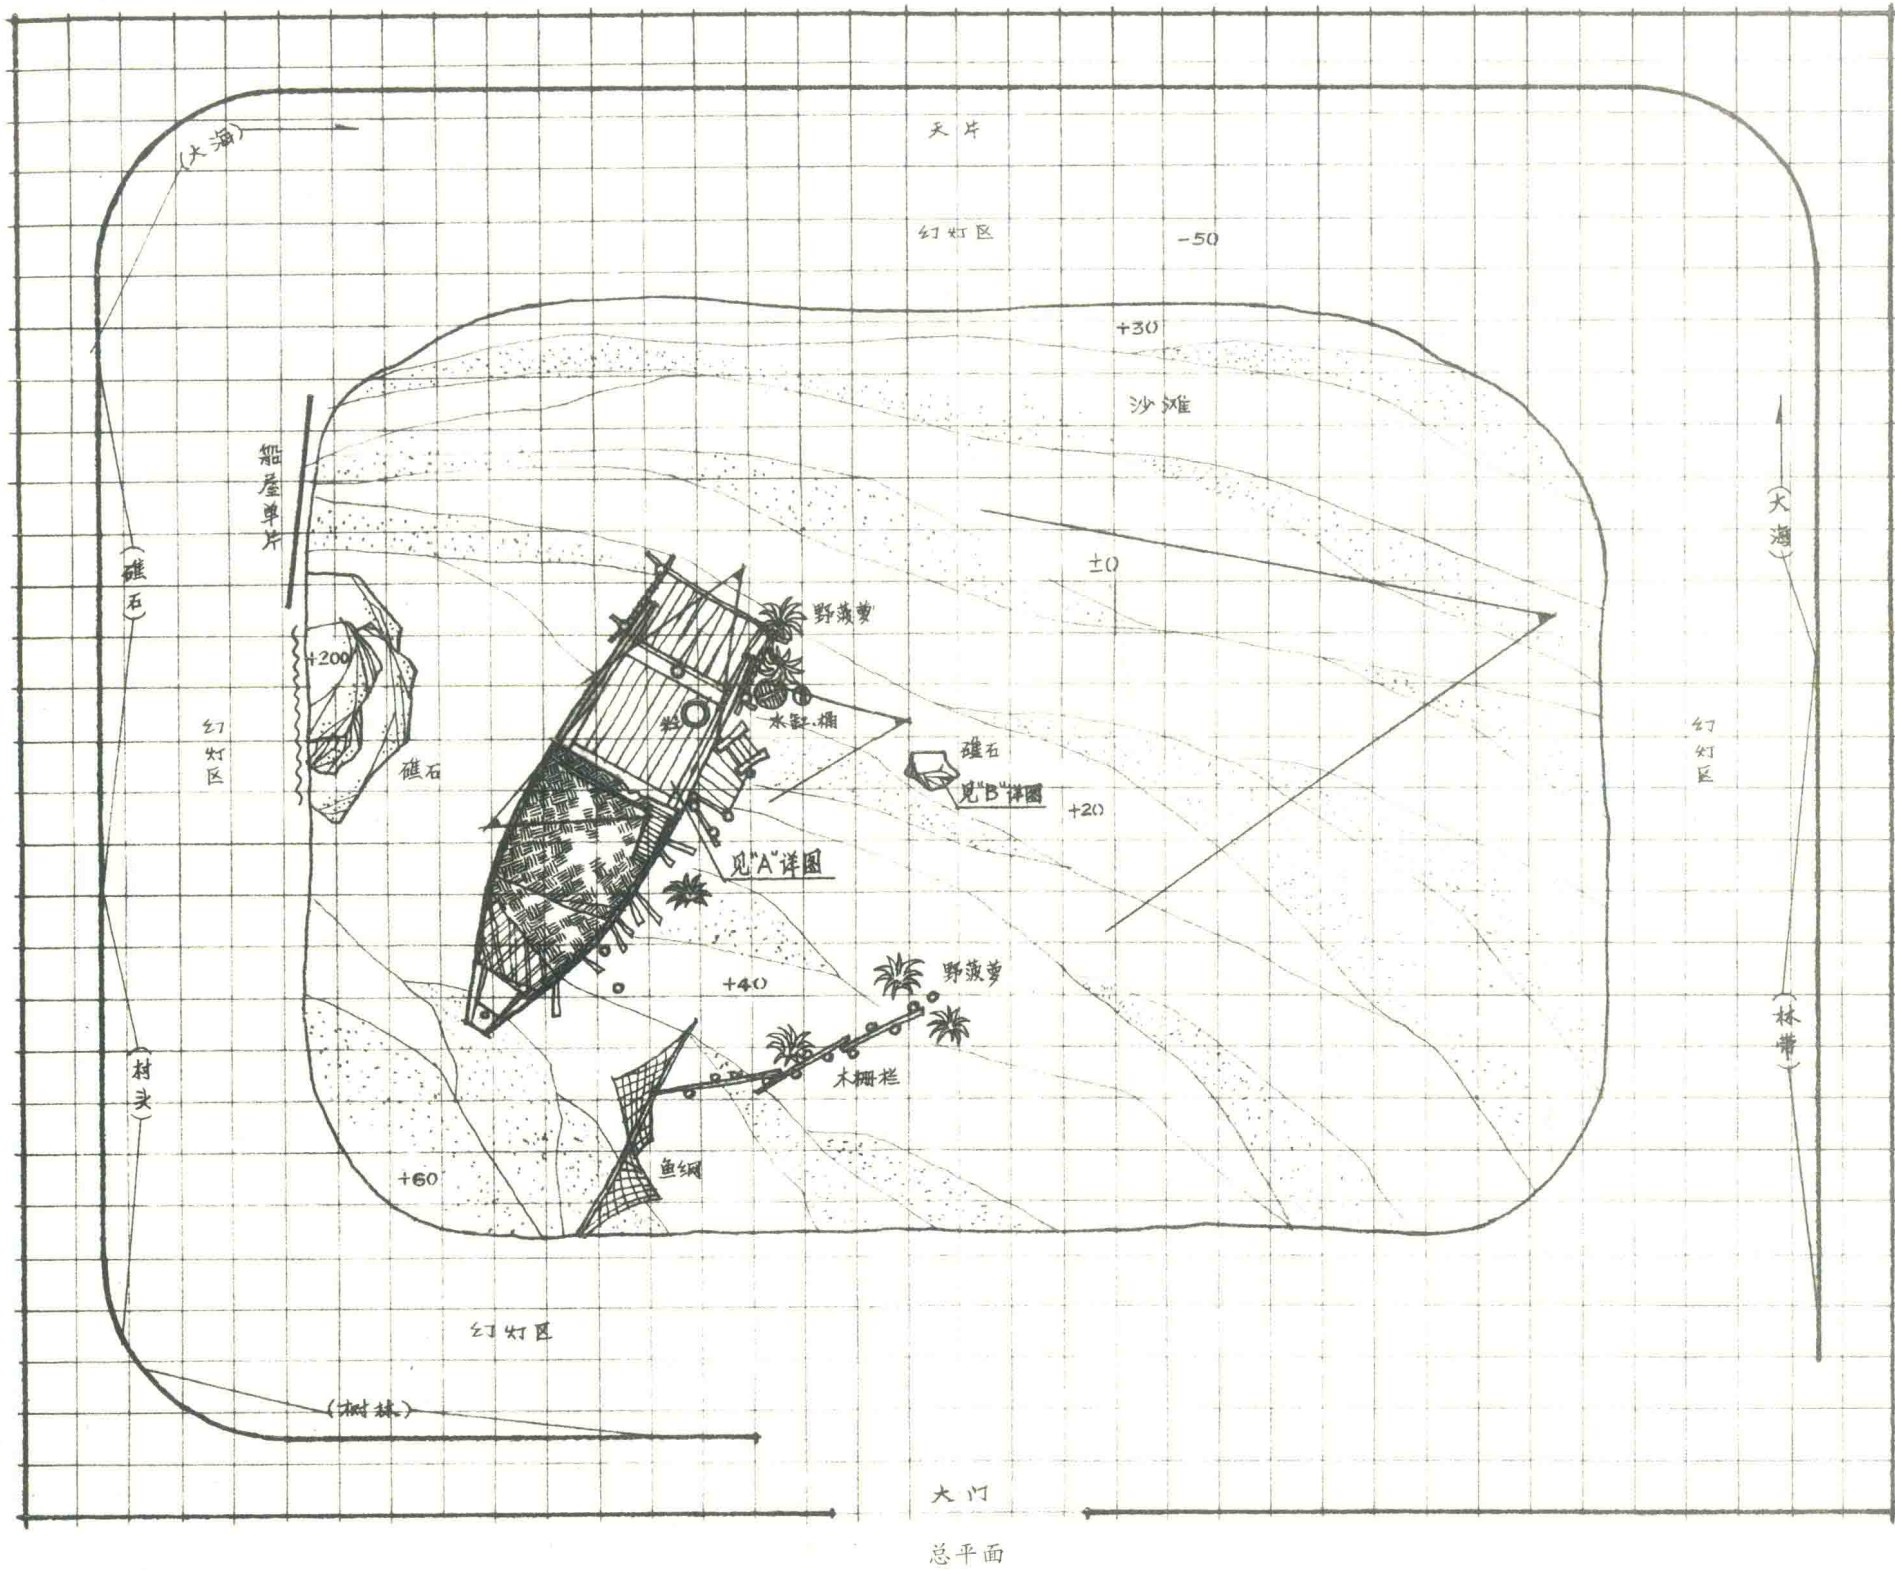 天片
(大海)
幻灯区
-50
+30
沙滩
船屋单片
(大海)
(礁石)
±0
野菠萝
+200
水缸.桶
幻灯区
礁石
礁石
见"B"详图
+20
幻灯区
见"A"详图
野菠萝
+40
(林带)
(村头)
木栅栏
鱼网
+60
幻灯区
(树林)
大门
总平面